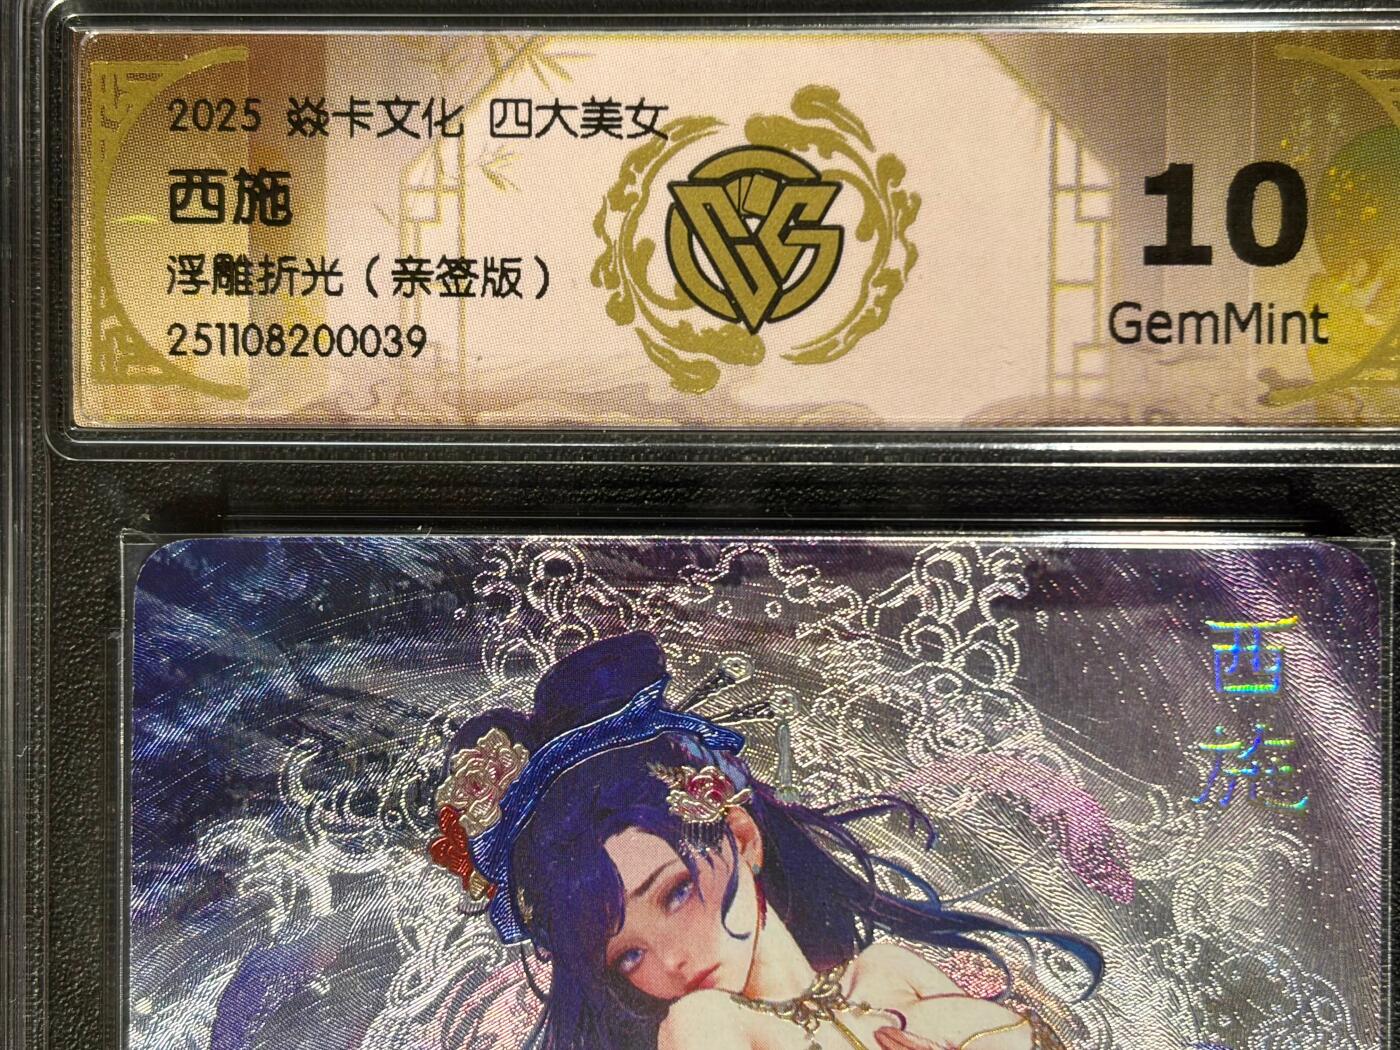 2025 焱卡文化 四大美女
西施
浮雕折光（亲签版）
251108200039
CCS
10
GemMint
西施